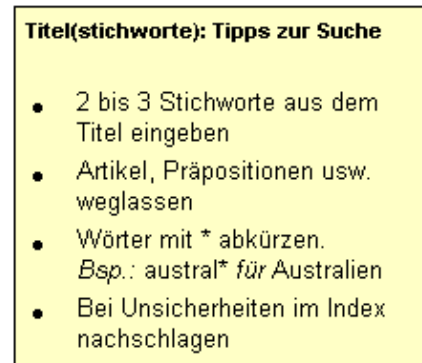 Titel(stichworte): Tipps zur Suche
• 2 bis 3 Stichworte aus dem
Titel eingeben
• Artikel, Präpositionen usw.
weglassen
• Wörter mit * abkürzen.
Bsp.: austral* für Australien
• Bei Unsicherheiten im Index
nachschlagen